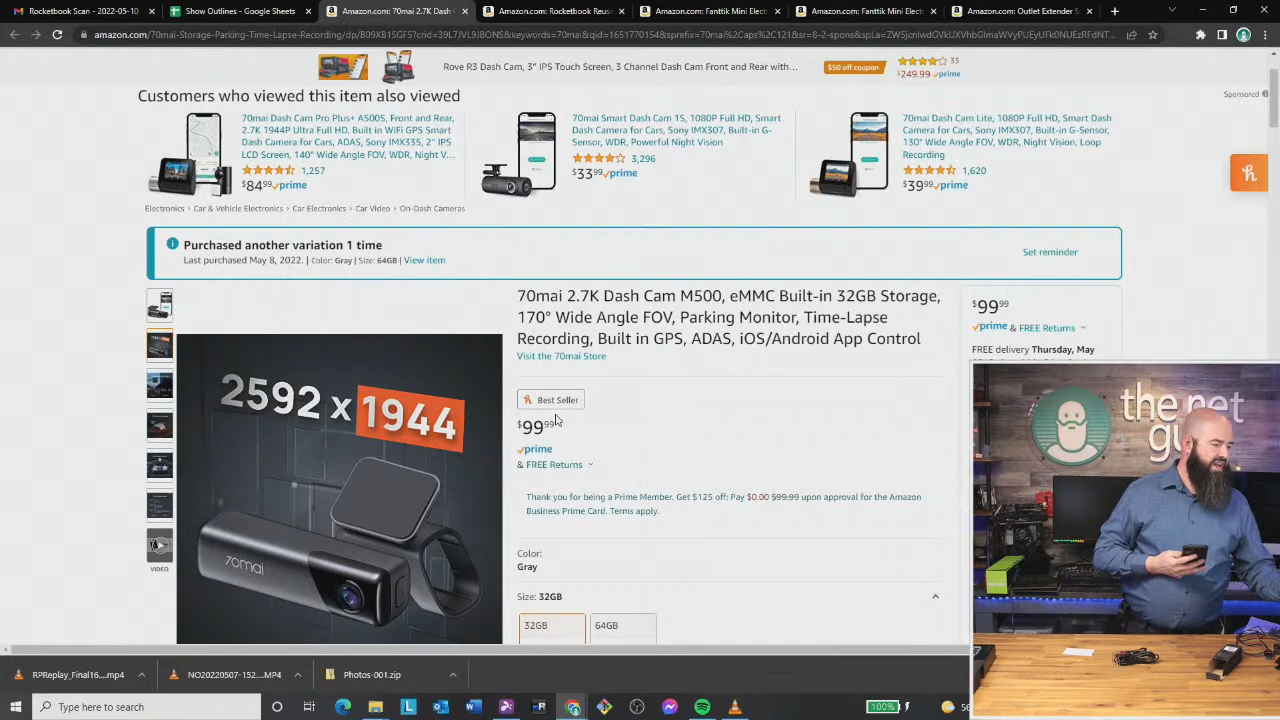 Rocketbook Scan - 2022-05-10
Show Outlines - Google Sheets
Amazon.com: 70mai 2.7K Dash C
Amazon.com: Rocketbook Reus
Amazon.com: Fanttik Mini Electr
Amazon.com: Fanttik Mini Electr
Amazon.com: Outlet Extender S
Rove R3 Dash Cam, 3" IPS Touch Screen, 3 Channel Dash Cam Front and Rear with...
$50 off coupon
33
$249.99 prime
Customers who viewed this item also viewed
Sponsored
70mai Dash Cam Pro Plus+ A500S, Front and Rear,
2.7K 1944P Ultra Full HD, Built in WiFi GPS Smart
Dash Camera for Cars, ADAS, Sony IMX335, 2" IPS
LCD Screen, 140° Wide Angle FOV, WDR, Night V...
1,257
$84.99 prime
70mai Smart Dash Cam 1S, 1080P Full HD, Smart
Dash Camera for Cars, Sony IMX307, Built-in G-
Sensor, WDR, Powerful Night Vision
3,296
$33.99 prime
70mai Dash Cam Lite, 1080P Full HD, Smart Dash
Camera for Cars, Sony IMX307, Built-in G-Sensor,
130° Wide Angle FOV, WDR, Night Vision, Loop
Recording
1,620
$39.99 prime
Electronics › Car & Vehicle Electronics › Car Electronics › Car Video › On-Dash Cameras
Purchased another variation 1 time
Last purchased May 8, 2022. | Color: Gray | Size: 64GB | View item
Set reminder
70mai 2.7K Dash Cam M500, eMMC Built-in 32GB Storage,
170° Wide Angle FOV, Parking Monitor, Time-Lapse
Recording, Built in GPS, ADAS, iOS/Android App Control
Visit the 70mai Store
Best Seller
$99.99
prime
& FREE Returns
Thank you for being a Prime Member. Get $125 off: Pay $0.00 $99.99 upon approval for the Amazon
Business Prime Card. Terms apply.
Color:
Gray
Size: 32GB
32GB
64GB
2592 x 1944
70mai
VIDEO
$99.99
prime & FREE Returns
FREE delivery Thursday, May
the net
gu
RPReplay_Final16....mp4
NO20220507-152....MP4
Photos-001.zip
Type here to search
100%